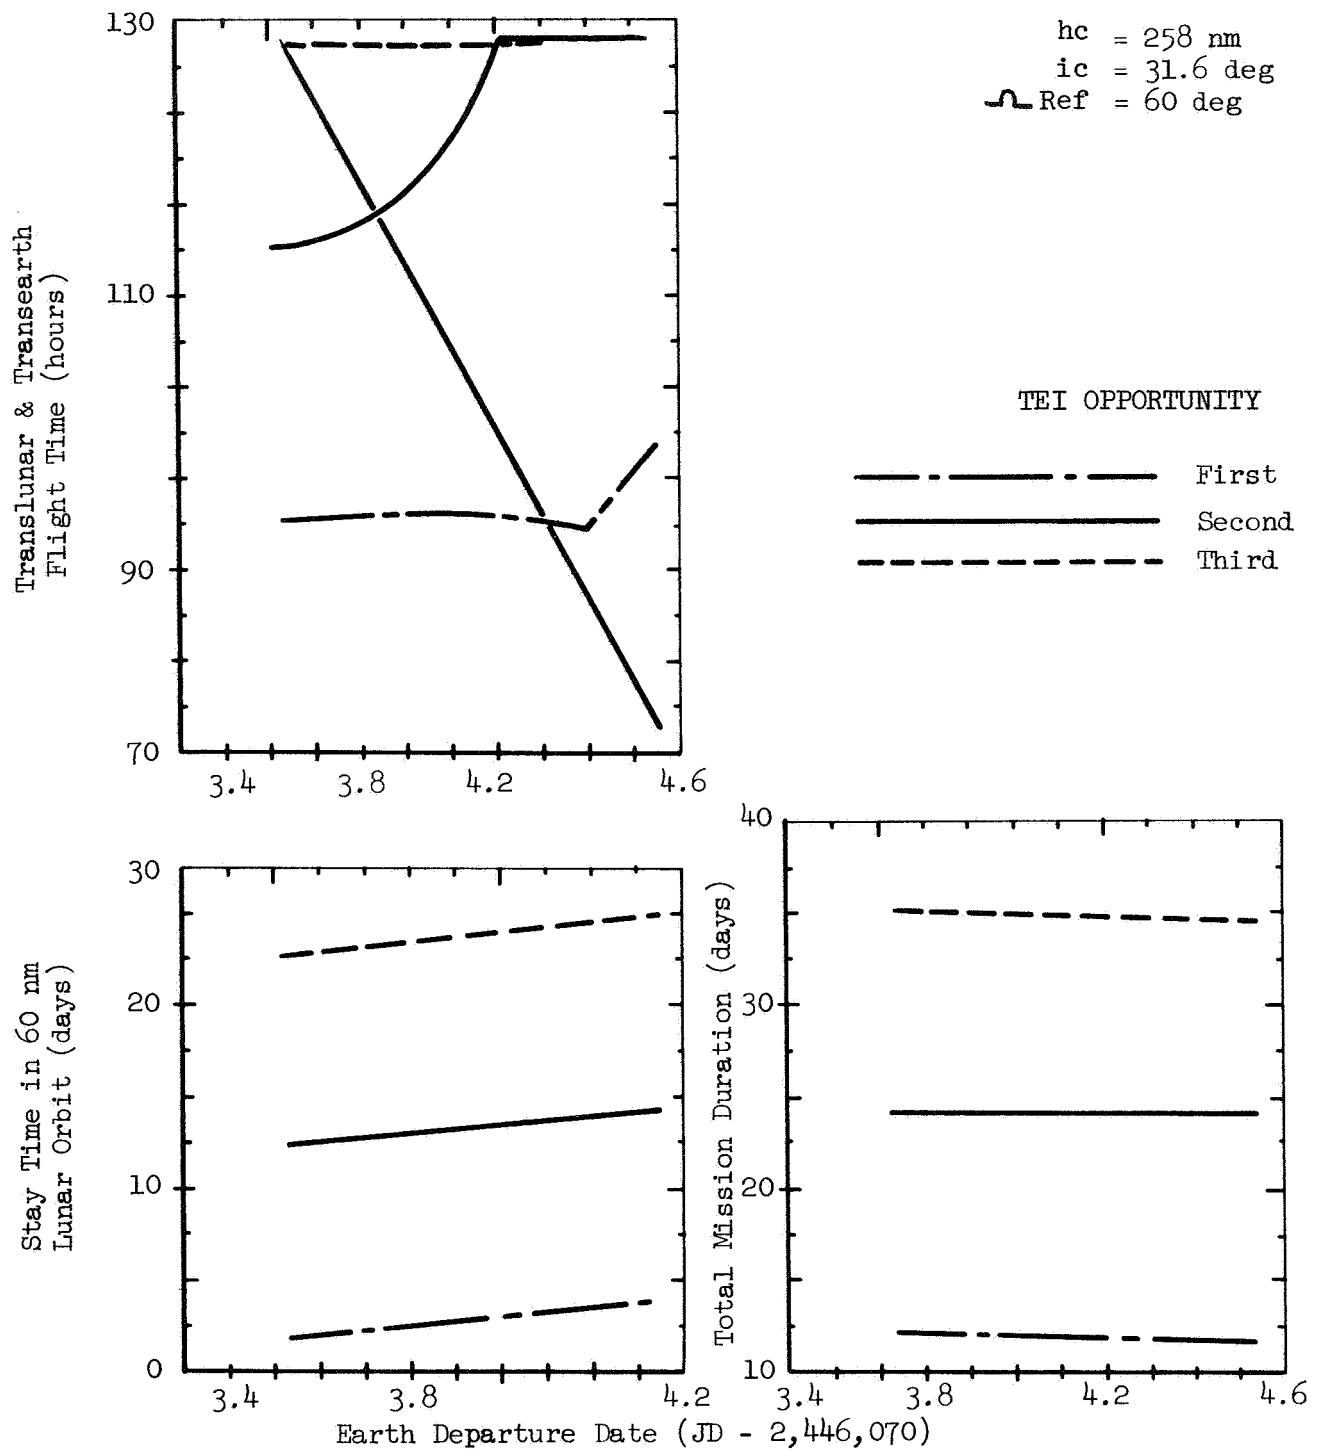 130
110
90
70
Translunar & Transearth
Flight Time (hours)
3.4 3.8 4.2 4.6
hc = 258 nm
ic = 31.6 deg
☊ Ref = 60 deg
TEI OPPORTUNITY
First
Second
Third
30
20
10
0
Stay Time in 60 nm
Lunar Orbit (days)
3.4 3.8 4.2
40
30
20
10
Total Mission Duration (days)
3.4 3.8 4.2 4.6
Earth Departure Date (JD - 2,446,070)